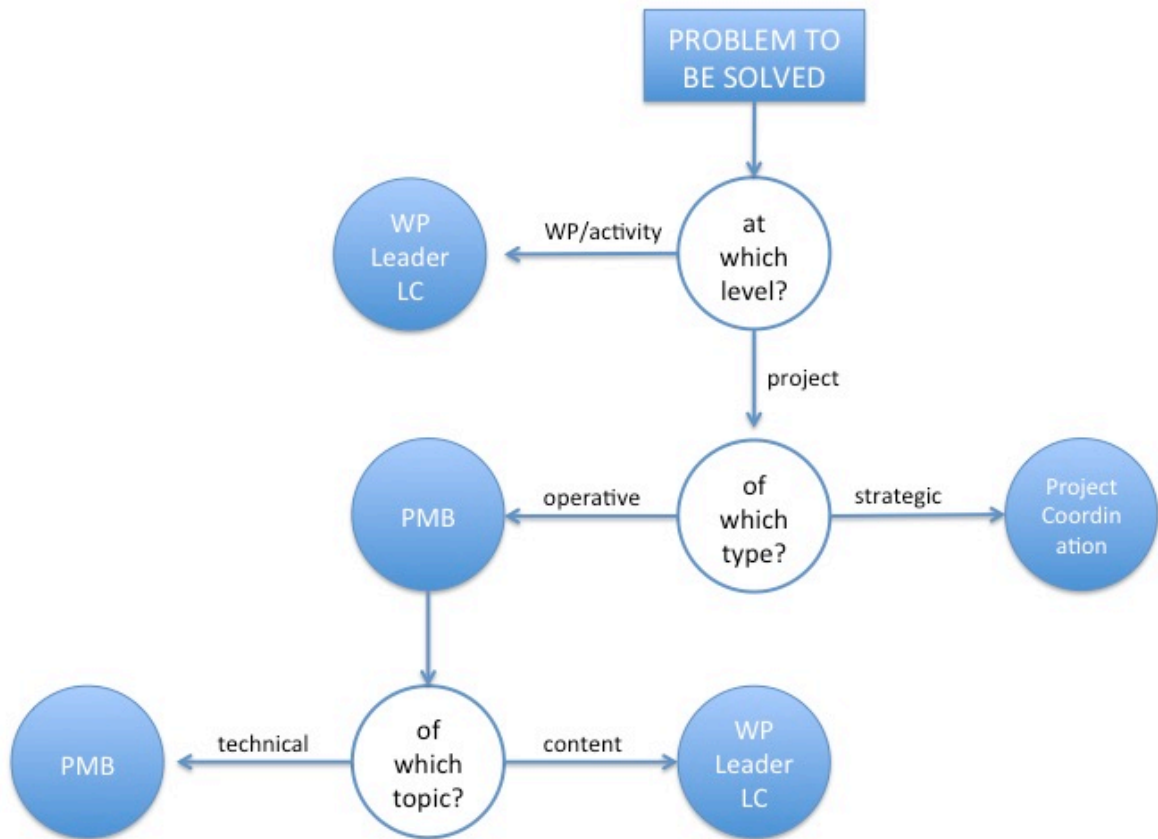 PROBLEM TO
BE SOLVED
WP
Leader
LC
WP/activity
at
which
level?
project
PMB
operative
of
which
type?
strategic
Project
Coordin
ation
PMB
technical
of
which
topic?
content
WP
Leader
LC